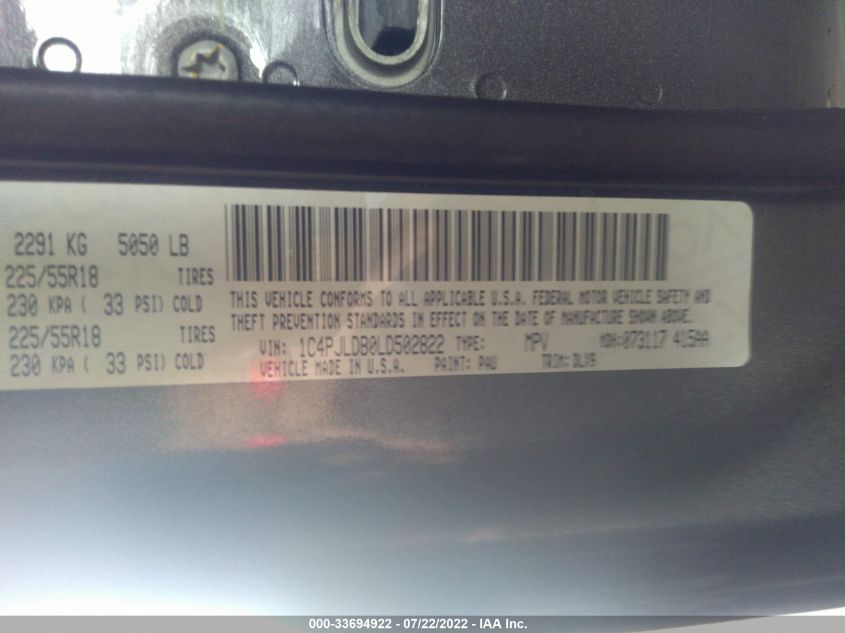 2291 KG 5050 LB
225/55R18 TIRES
230 KPA ( 33 PSI) COLD
225/55R18 TIRES
230 KPA ( 33 PSI) COLD
THIS VEHICLE CONFORMS TO ALL APPLICABLE U.S.A. FEDERAL MOTOR VEHICLE SAFETY AND
THEFT PREVENTION STANDARDS IN EFFECT ON THE DATE OF MANUFACTURE SHOWN ABOVE.
VIN: 1C4PJLDB0LD502822 TYPE: MPV MDH:073117 415AA
VEHICLE MADE IN U.S.A. PAINT: PAU TRIM: DLX9
000-33694922 - 07/22/2022 - IAA Inc.